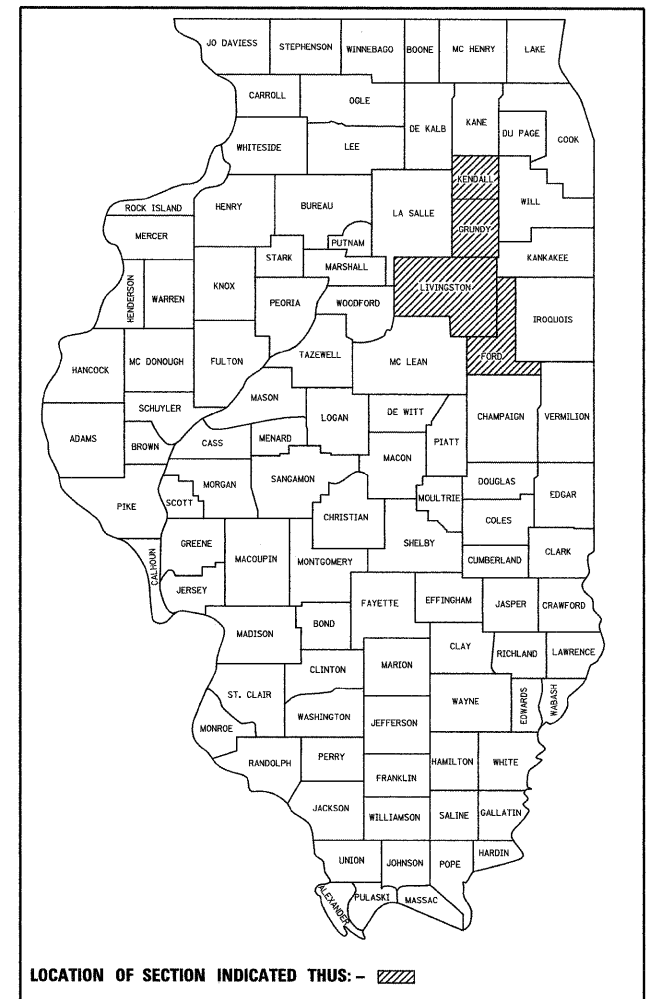 JO DAVIESS
STEPHENSON
WINNEBAGO
BOONE
MC HENRY
LAKE
CARROLL
OGLE
DE KALB
KANE
DU PAGE
COOK
WHITESIDE
LEE
KENDALL
ROCK ISLAND
HENRY
BUREAU
LA SALLE
GRUNDY
WILL
MERCER
PUTNAM
STARK
MARSHALL
KANKAKEE
HENDERSON
WARREN
KNOX
PEORIA
WOODFORD
LIVINGSTON
IROQUOIS
HANCOCK
MC DONOUGH
FULTON
TAZEWELL
MC LEAN
FORD
MASON
SCHUYLER
LOGAN
DE WITT
CHAMPAIGN
VERMILION
ADAMS
BROWN
CASS
MENARD
PIATT
MACON
MORGAN
SANGAMON
DOUGLAS
EDGAR
PIKE
SCOTT
CHRISTIAN
MOULTRIE
COLES
GREENE
MACOUPIN
MONTGOMERY
SHELBY
CUMBERLAND
CLARK
CALHOUN
JERSEY
FAYETTE
EFFINGHAM
JASPER
CRAWFORD
MADISON
BOND
CLAY
RICHLAND
LAWRENCE
CLINTON
MARION
ST. CLAIR
WAYNE
EDWARDS
WABASH
MONROE
WASHINGTON
JEFFERSON
RANDOLPH
PERRY
HAMILTON
WHITE
FRANKLIN
JACKSON
WILLIAMSON
SALINE
GALLATIN
UNION
JOHNSON
POPE
HARDIN
ALEXANDER
PULASKI
MASSAC
LOCATION OF SECTION INDICATED THUS: -